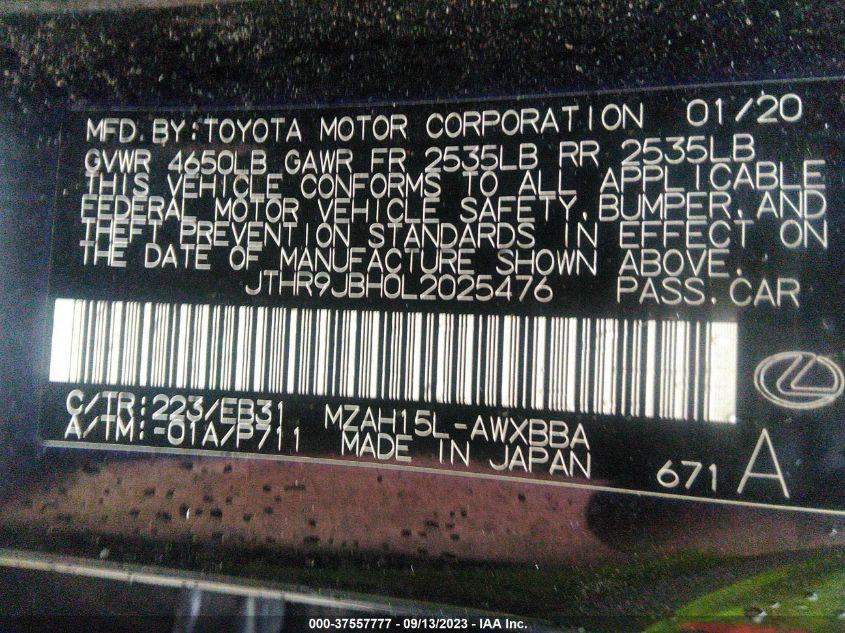 MFD.BY:TOYOTA MOTOR CORPORATION 01/20
GVWR 4650LB GAWR FR 2535LB RR 2535LB
THIS VEHICLE CONFORMS TO ALL APPLICABLE
FEDERAL MOTOR VEHICLE SAFETY,BUMPER,AND
THEFT PREVENTION STANDARDS IN EFFECT ON
THE DATE OF MANUFACTURE SHOWN ABOVE.
JTHR9JBH0L2025476 PASS.CAR
C/TR:223/EB31 MZAH15L-AWXBBA
A/TM:-01A/P711 MADE IN JAPAN
671 A
000-37557777 - 09/13/2023 - IAA Inc.